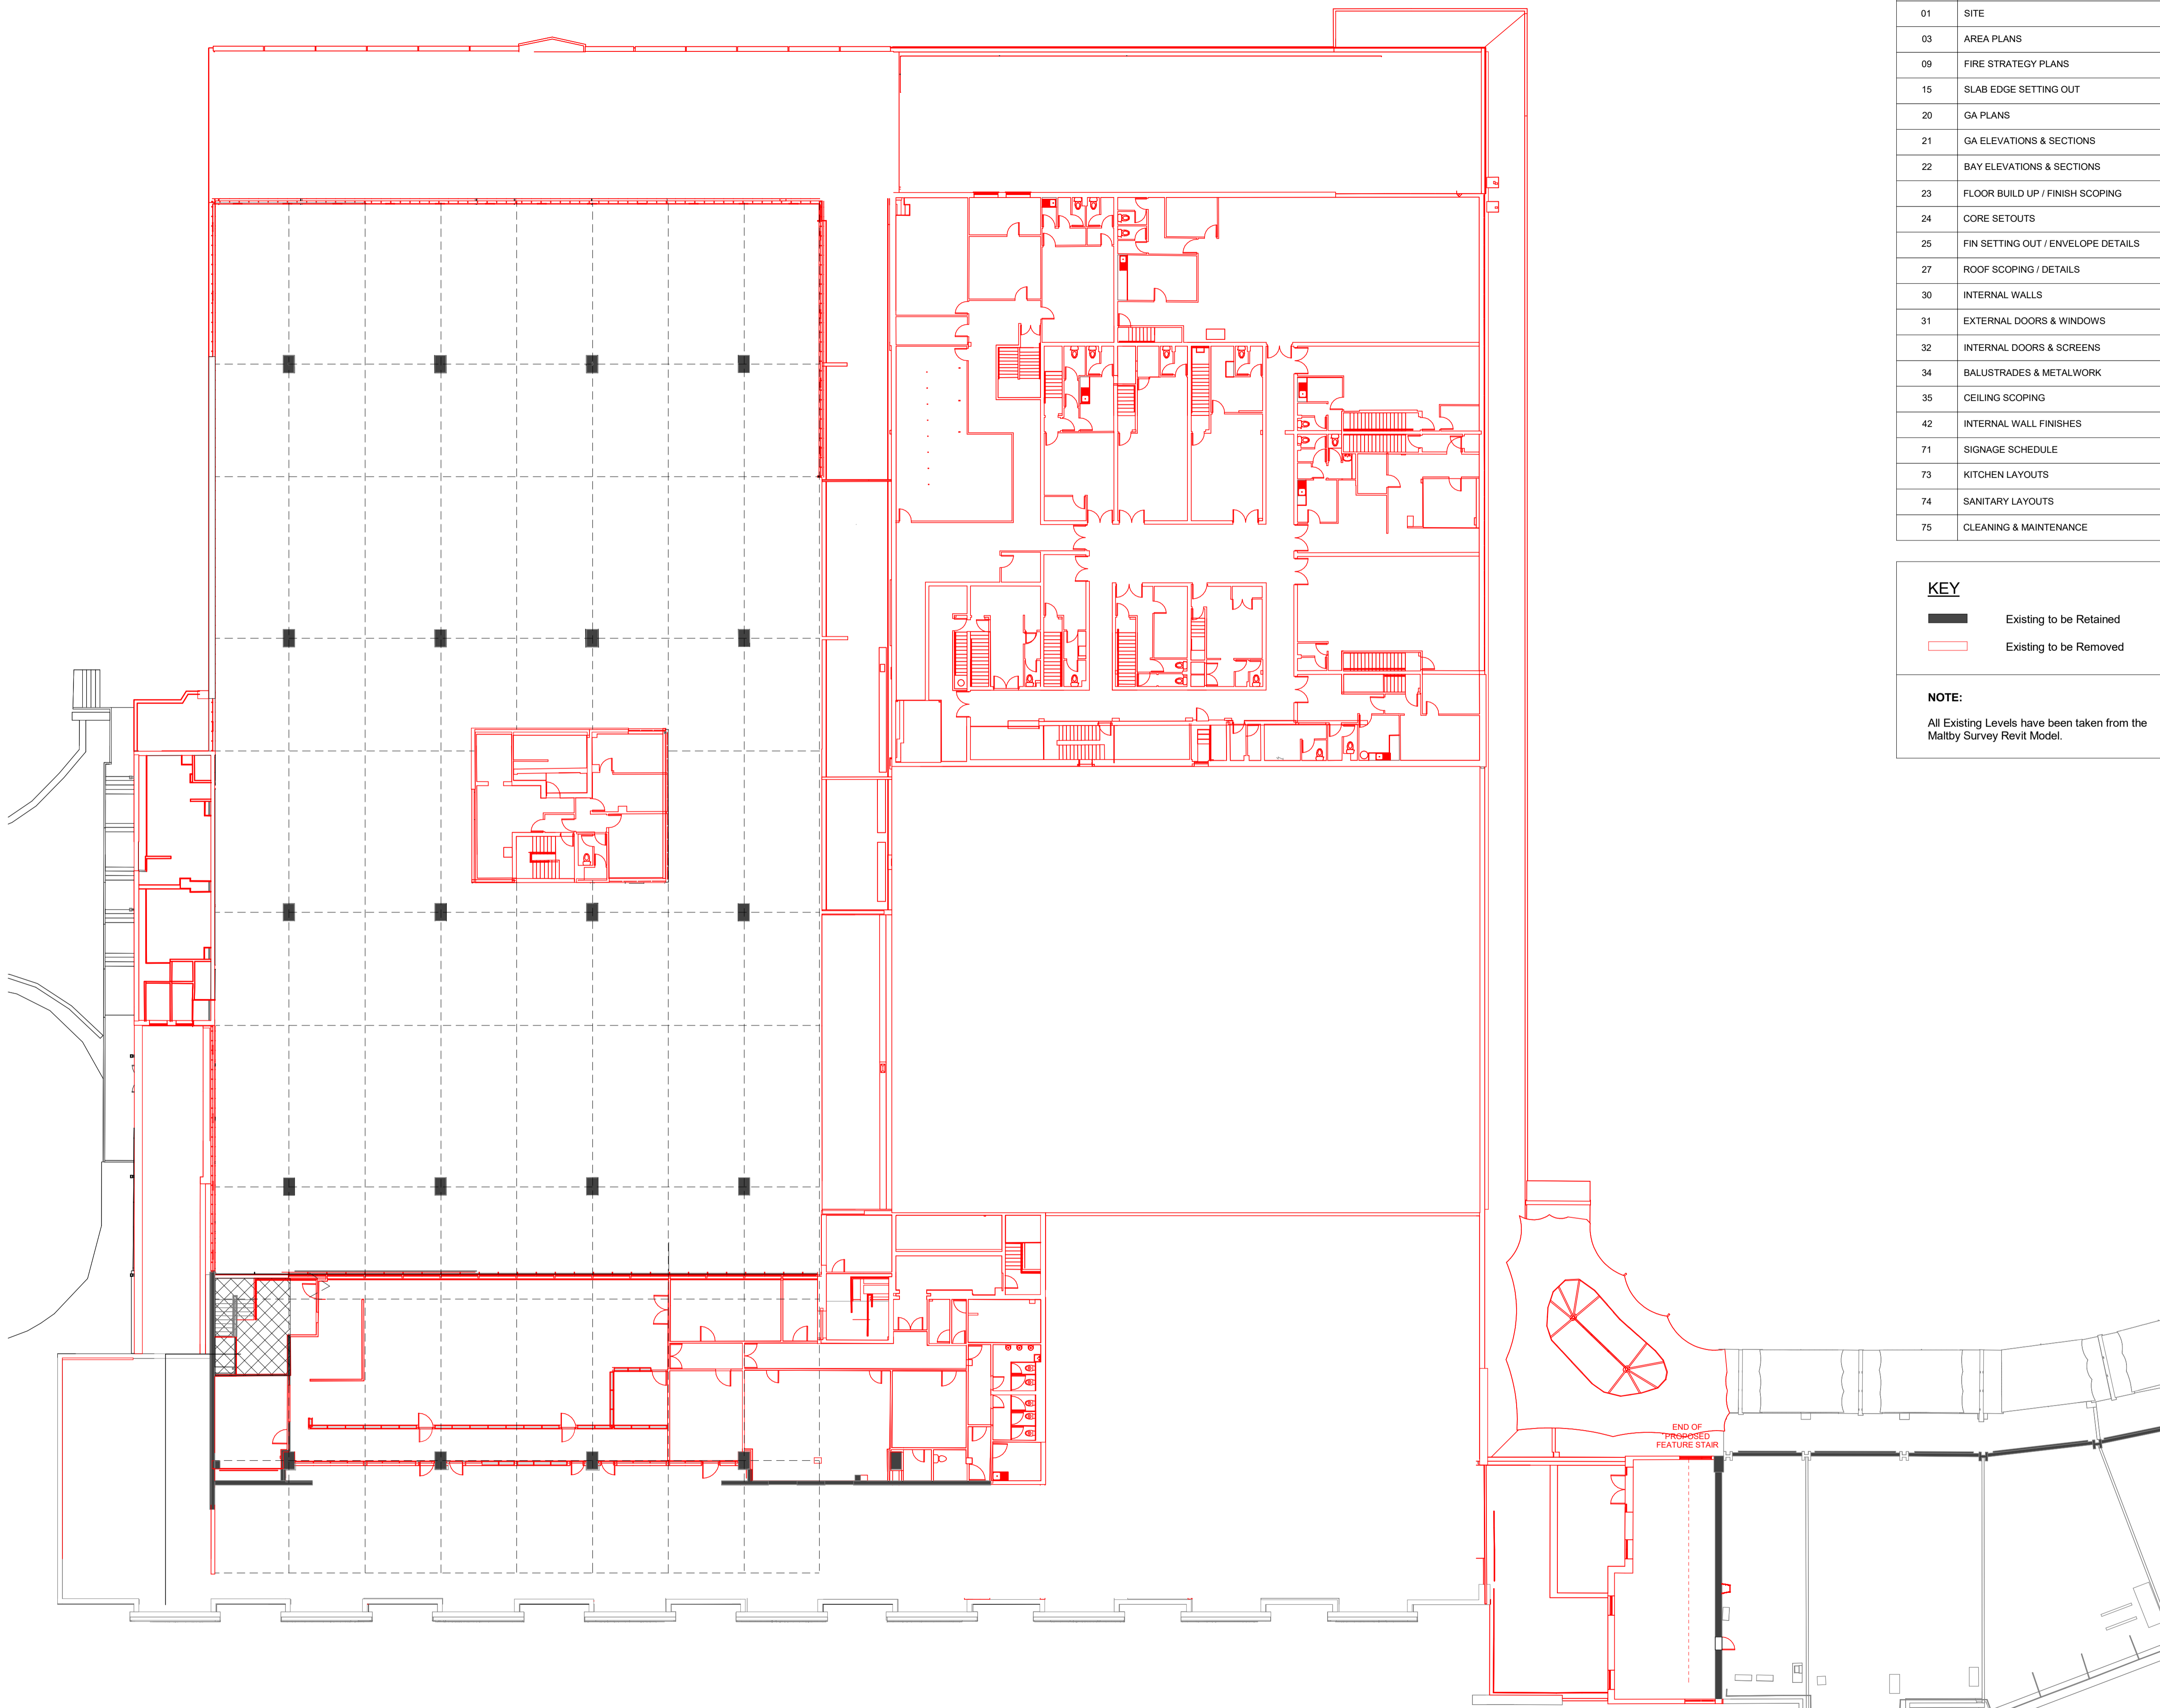 01 SITE
03 AREA PLANS
09 FIRE STRATEGY PLANS
15 SLAB EDGE SETTING OUT
20 GA PLANS
21 GA ELEVATIONS & SECTIONS
22 BAY ELEVATIONS & SECTIONS
23 FLOOR BUILD UP / FINISH SCOPING
24 CORE SETOUTS
25 FIN SETTING OUT / ENVELOPE DETAILS
27 ROOF SCOPING / DETAILS
30 INTERNAL WALLS
31 EXTERNAL DOORS & WINDOWS
32 INTERNAL DOORS & SCREENS
34 BALUSTRADES & METALWORK
35 CEILING SCOPING
42 INTERNAL WALL FINISHES
71 SIGNAGE SCHEDULE
73 KITCHEN LAYOUTS
74 SANITARY LAYOUTS
75 CLEANING & MAINTENANCE
KEY
Existing to be Retained
Existing to be Removed
NOTE:
All Existing Levels have been taken from the
Maltby Survey Revit Model.
END OF
PROPOSED
FEATURE STAIR